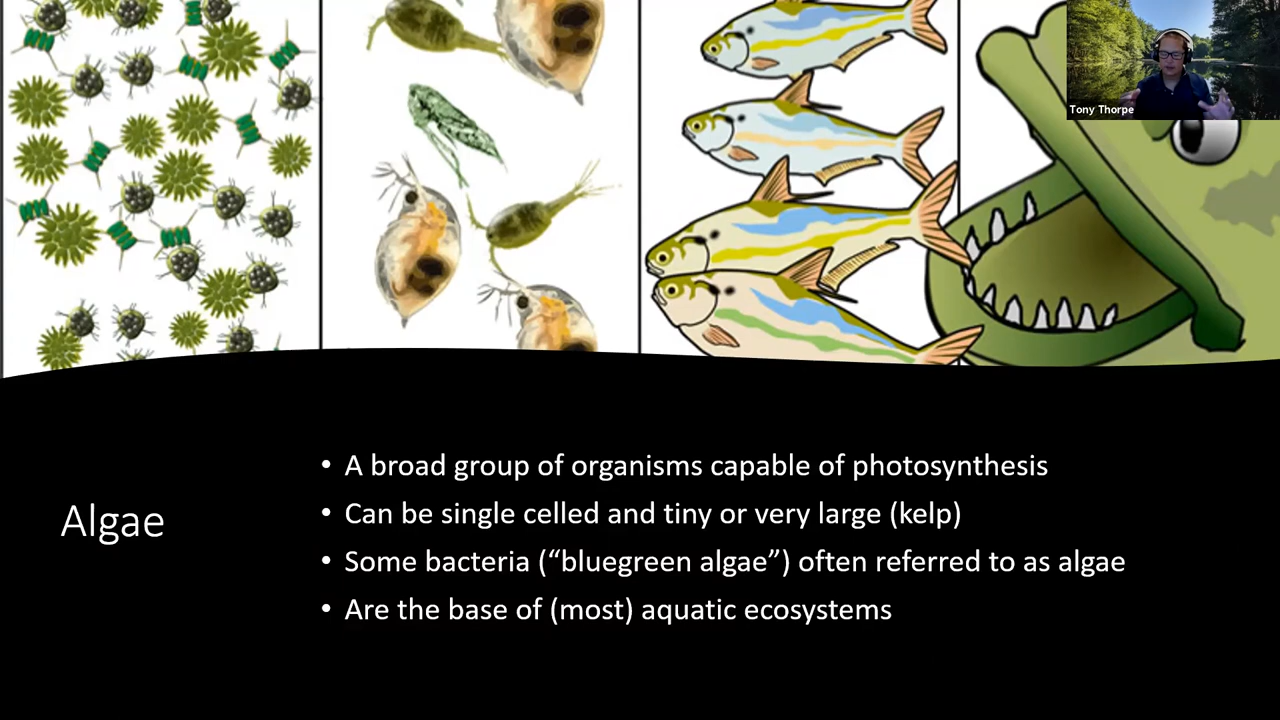 Tony Thorpe
Algae
• A broad group of organisms capable of photosynthesis
• Can be single celled and tiny or very large (kelp)
• Some bacteria (“bluegreen algae”) often referred to as algae
• Are the base of (most) aquatic ecosystems